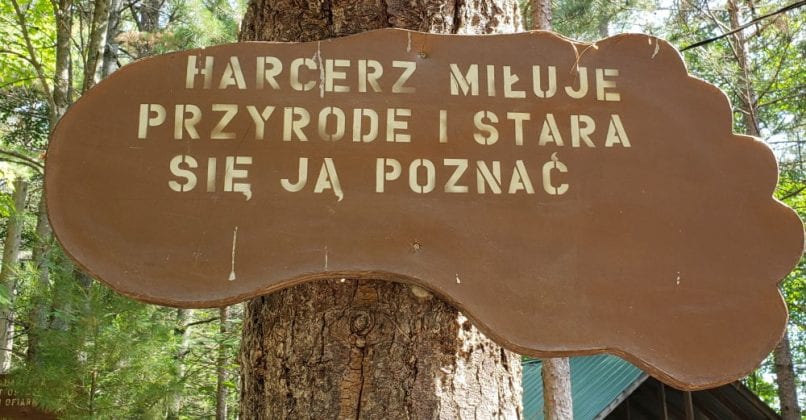 HARCERZ MIŁUJE
PRZYRODE I STARA
SIĘ JĄ POZNAĆ